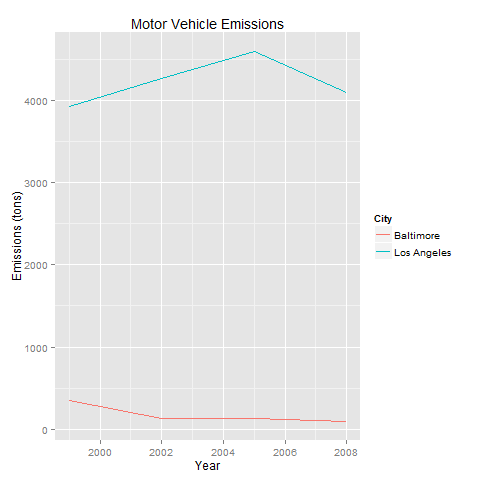 Motor Vehicle Emissions
Emissions (tons)
4000
3000
2000
1000
0
2000 2002 2004 2006 2008
Year
City
Baltimore
Los Angeles